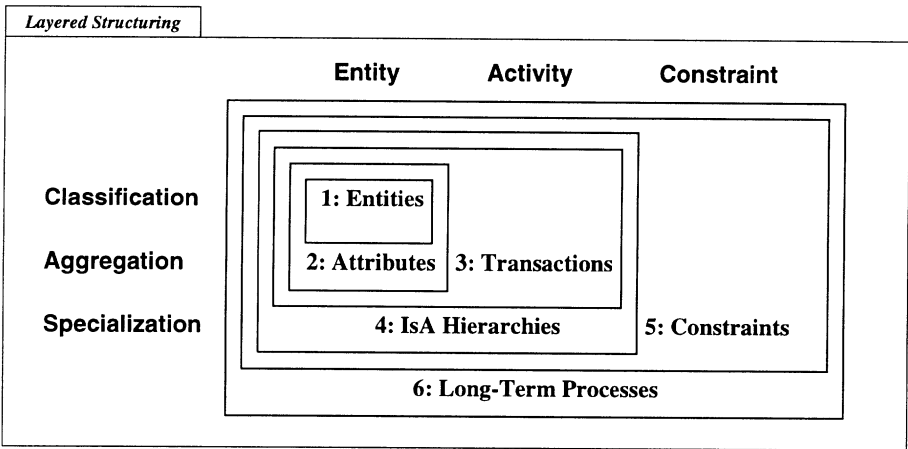 Layered Structuring
Entity Activity Constraint
Classification 1: Entities
Aggregation 2: Attributes 3: Transactions
Specialization 4: IsA Hierarchies 5: Constraints
6: Long-Term Processes